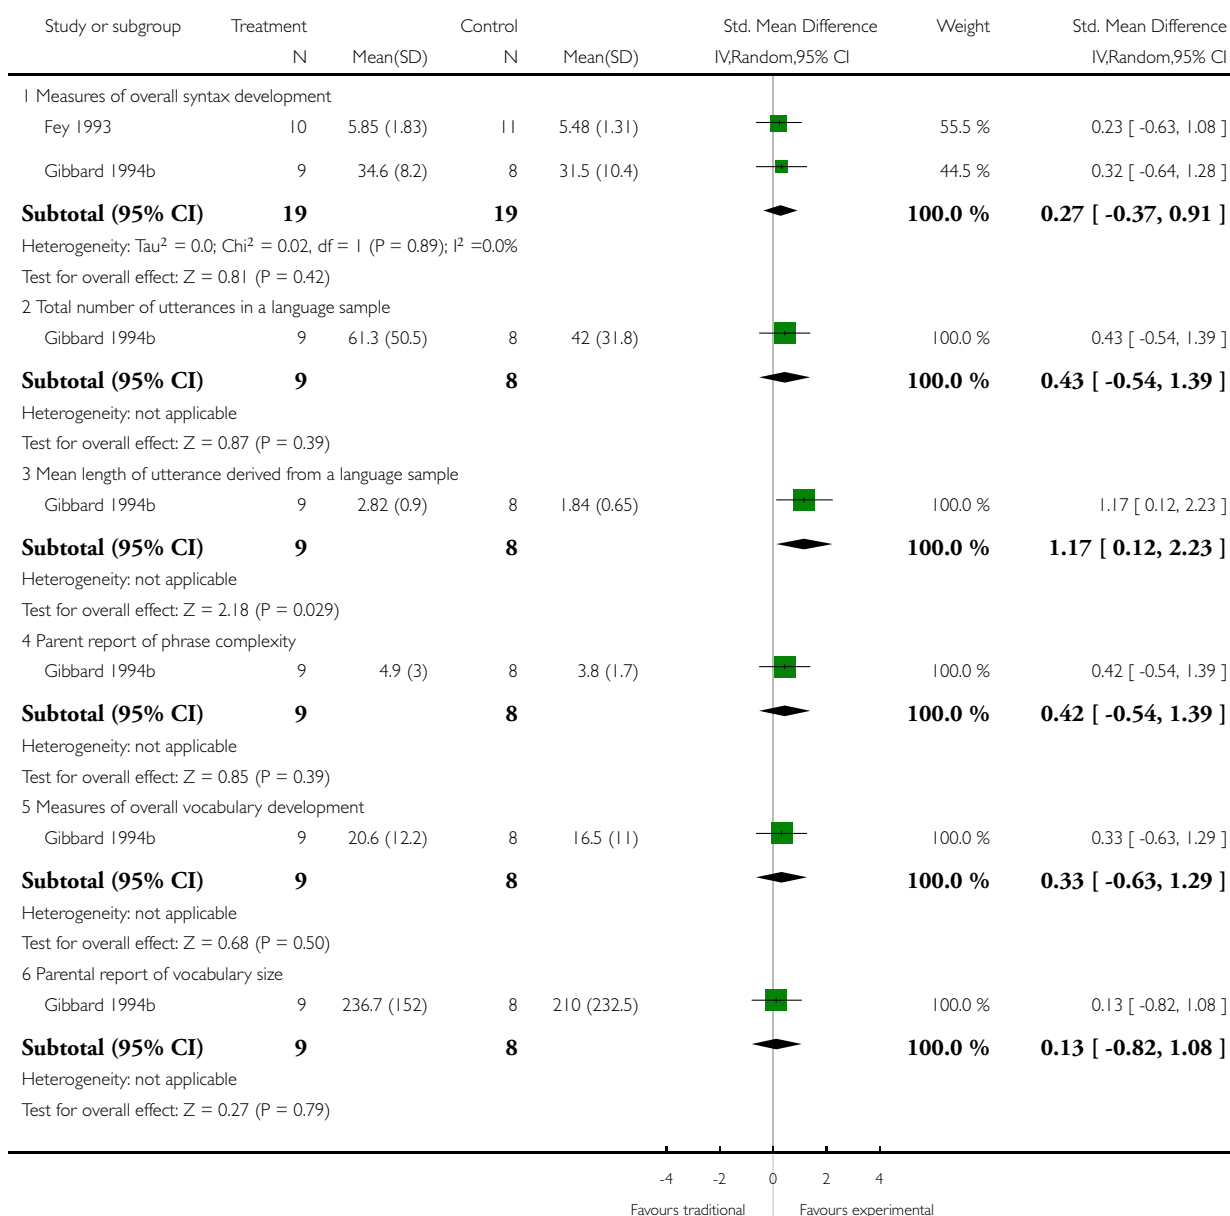 Study or subgroup Treatment Control Std. Mean Difference Weight Std. Mean Difference
N Mean(SD) N Mean(SD) IV,Random,95% CI IV,Random,95% CI
1 Measures of overall syntax development
Fey 1993 10 5.85 (1.83) 11 5.48 (1.31) 55.5 % 0.23 [ -0.63, 1.08 ]
Gibbard 1994b 9 34.6 (8.2) 8 31.5 (10.4) 44.5 % 0.32 [ -0.64, 1.28 ]
Subtotal (95% CI) 19 19 100.0 % 0.27 [ -0.37, 0.91 ]
Heterogeneity: Tau² = 0.0; Chi² = 0.02, df = 1 (P = 0.89); I² =0.0%
Test for overall effect: Z = 0.81 (P = 0.42)
2 Total number of utterances in a language sample
Gibbard 1994b 9 61.3 (50.5) 8 42 (31.8) 100.0 % 0.43 [ -0.54, 1.39 ]
Subtotal (95% CI) 9 8 100.0 % 0.43 [ -0.54, 1.39 ]
Heterogeneity: not applicable
Test for overall effect: Z = 0.87 (P = 0.39)
3 Mean length of utterance derived from a language sample
Gibbard 1994b 9 2.82 (0.9) 8 1.84 (0.65) 100.0 % 1.17 [ 0.12, 2.23 ]
Subtotal (95% CI) 9 8 100.0 % 1.17 [ 0.12, 2.23 ]
Heterogeneity: not applicable
Test for overall effect: Z = 2.18 (P = 0.029)
4 Parent report of phrase complexity
Gibbard 1994b 9 4.9 (3) 8 3.8 (1.7) 100.0 % 0.42 [ -0.54, 1.39 ]
Subtotal (95% CI) 9 8 100.0 % 0.42 [ -0.54, 1.39 ]
Heterogeneity: not applicable
Test for overall effect: Z = 0.85 (P = 0.39)
5 Measures of overall vocabulary development
Gibbard 1994b 9 20.6 (12.2) 8 16.5 (11) 100.0 % 0.33 [ -0.63, 1.29 ]
Subtotal (95% CI) 9 8 100.0 % 0.33 [ -0.63, 1.29 ]
Heterogeneity: not applicable
Test for overall effect: Z = 0.68 (P = 0.50)
6 Parental report of vocabulary size
Gibbard 1994b 9 236.7 (152) 8 210 (232.5) 100.0 % 0.13 [ -0.82, 1.08 ]
Subtotal (95% CI) 9 8 100.0 % 0.13 [ -0.82, 1.08 ]
Heterogeneity: not applicable
Test for overall effect: Z = 0.27 (P = 0.79)
-4 -2 0 2 4
Favours traditional Favours experimental